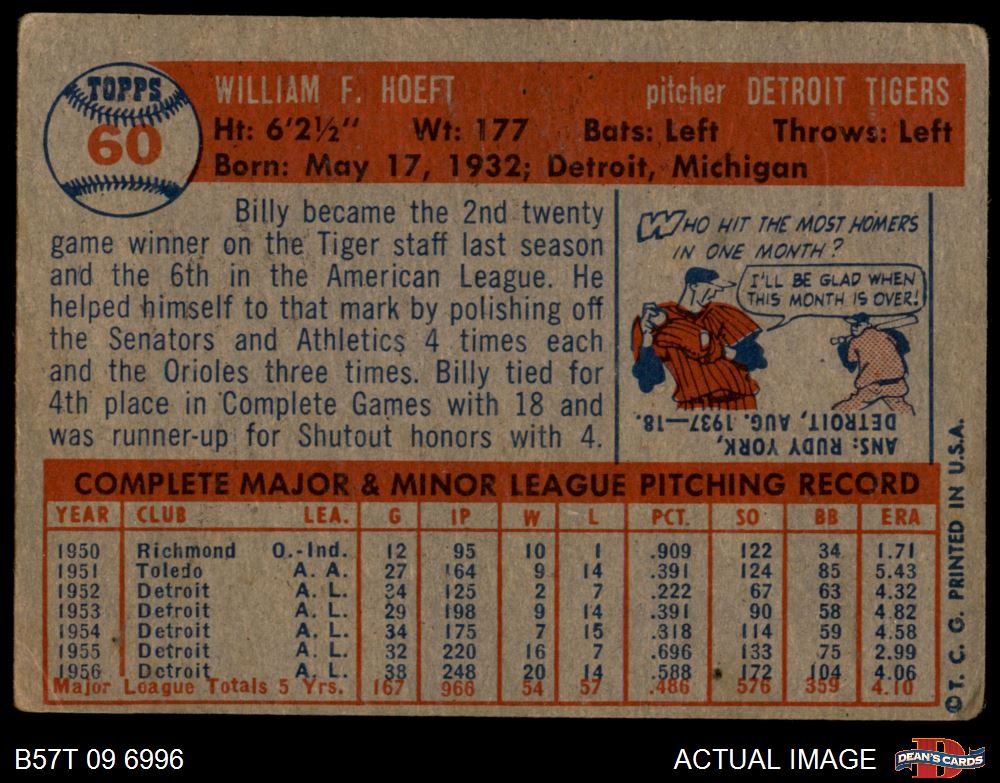 TOPPS
60
WILLIAM F. HOEFT pitcher DETROIT TIGERS
Ht: 6'2½" Wt: 177 Bats: Left Throws: Left
Born: May 17, 1932; Detroit, Michigan
Billy became the 2nd twenty
game winner on the Tiger staff last season
and the 6th in the American League. He
helped himself to that mark by polishing off
the Senators and Athletics 4 times each
and the Orioles three times. Billy tied for
4th place in Complete Games with 18 and
was runner-up for Shutout honors with 4.
WHO HIT THE MOST HOMERS
IN ONE MONTH?
I'LL BE GLAD WHEN
THIS MONTH IS OVER!
ANS: RUDY YORK,
DETROIT, AUG. 1937—18.
COMPLETE MAJOR & MINOR LEAGUE PITCHING RECORD
YEAR CLUB LEA. G IP W L PCT. SO BB ERA
1950 Richmond O.-Ind. 12 95 10 1 .909 122 34 1.71
1951 Toledo A. A. 27 164 9 14 .391 124 85 5.43
1952 Detroit A. L. 34 125 2 7 .222 67 63 4.32
1953 Detroit A. L. 29 198 9 14 .391 90 58 4.82
1954 Detroit A. L. 34 175 7 15 .318 114 59 4.58
1955 Detroit A. L. 32 220 16 7 .696 133 75 2.99
1956 Detroit A. L. 38 248 20 14 .588 172 104 4.06
Major League Totals 5 Yrs. 167 966 54 57 .486 576 359 4.10
© T. C. G. PRINTED IN U.S.A.
B57T 09 6996 ACTUAL IMAGE
D
DEAN'S CARDS